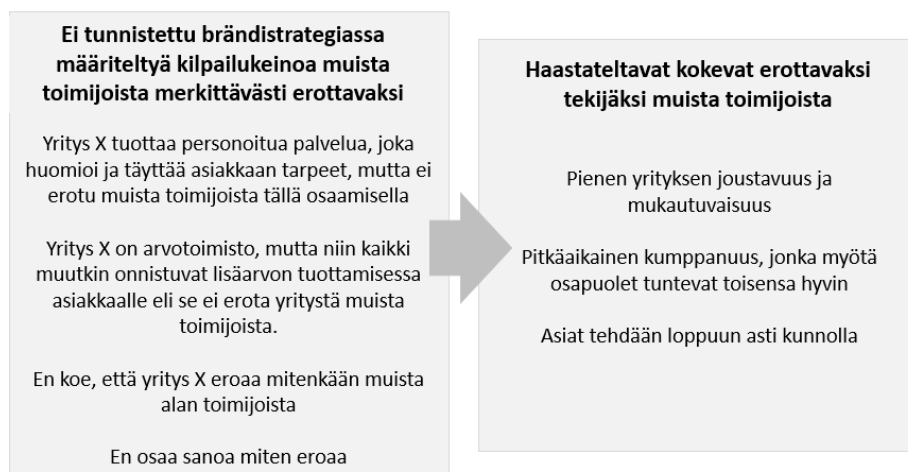 Ei tunnistettu brändistrategiassa
määriteltyä kilpailukeinoa muista
toimijoista merkittävästi erottavaksi
Yritys X tuottaa personoitua palvelua, joka
huomioi ja täyttää asiakkaan tarpeet, mutta ei
erotu muista toimijoista tällä osaamisella
Yritys X on arvotoimisto, mutta niin kaikki
muutkin onnistuvat lisäarvon tuottamisessa
asiakkaalle eli se ei erota yritystä muista
toimijoista.
En koe, että yritys X eroaa mitenkään muista
alan toimijoista
En osaa sanoa miten eroaa
Haastateltavat kokevat erottavaksi
tekijäksi muista toimijoista
Pienen yrityksen joustavuus ja
mukautuvaisuus
Pitkäaikainen kumppanuus, jonka myötä
osapuolet tuntevat toisensa hyvin
Asiat tehdään loppuun asti kunnolla